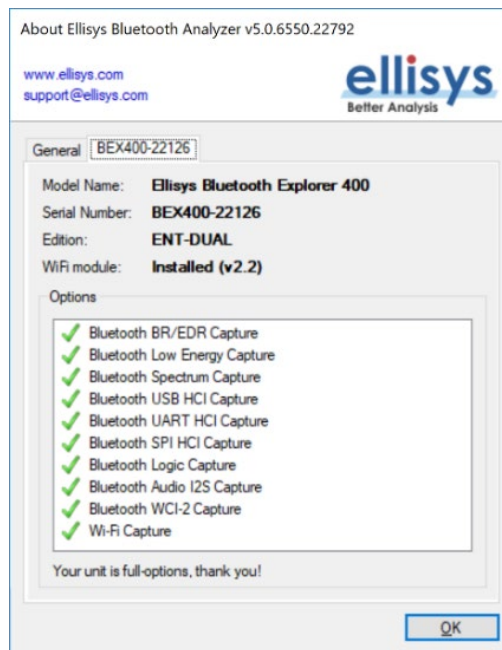 About Ellisys Bluetooth Analyzer v5.0.6550.22792
www.ellisys.com
support@ellisys.com
ellisys
Better Analysis
General
BEX400-22126
Model Name: Ellisys Bluetooth Explorer 400
Serial Number: BEX400-22126
Edition: ENT-DUAL
WiFi module: Installed (v2.2)
Options
Bluetooth BR/EDR Capture
Bluetooth Low Energy Capture
Bluetooth Spectrum Capture
Bluetooth USB HCI Capture
Bluetooth UART HCI Capture
Bluetooth SPI HCI Capture
Bluetooth Logic Capture
Bluetooth Audio I2S Capture
Bluetooth WCI-2 Capture
Wi-Fi Capture
Your unit is full-options, thank you!
OK